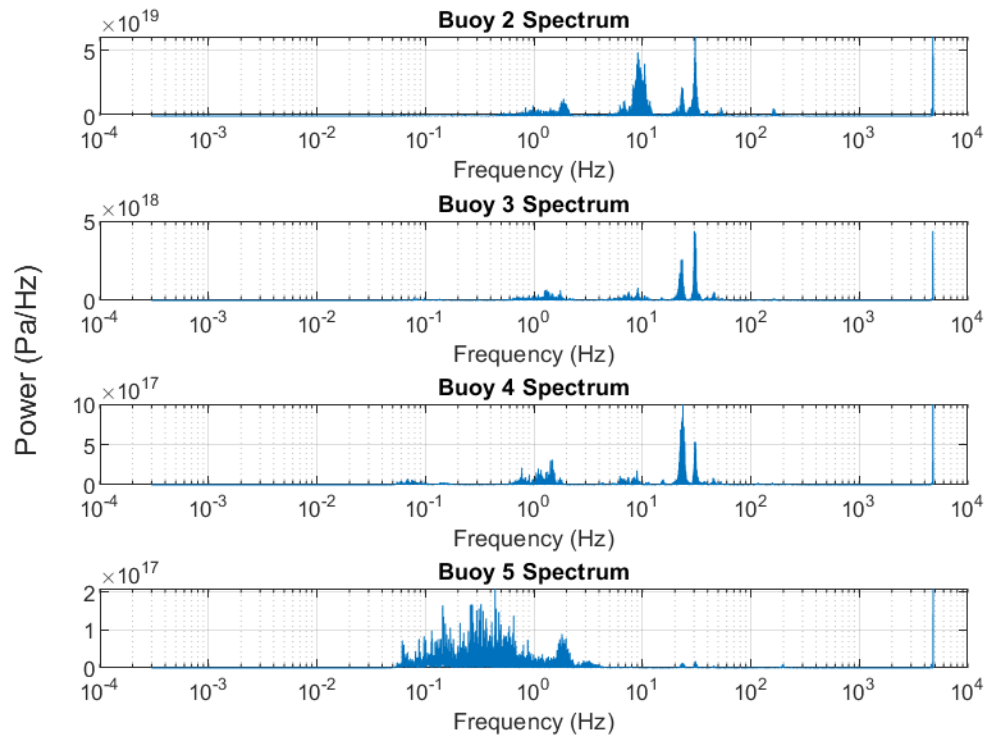 Buoy 2 Spectrum
×10^19
5
0
10^-4 10^-3 10^-2 10^-1 10^0 10^1 10^2 10^3 10^4
Frequency (Hz)
Buoy 3 Spectrum
×10^18
5
0
10^-4 10^-3 10^-2 10^-1 10^0 10^1 10^2 10^3 10^4
Frequency (Hz)
Power (Pa/Hz)
Buoy 4 Spectrum
×10^17
10
5
0
10^-4 10^-3 10^-2 10^-1 10^0 10^1 10^2 10^3 10^4
Frequency (Hz)
Buoy 5 Spectrum
×10^17
2
1
0
10^-4 10^-3 10^-2 10^-1 10^0 10^1 10^2 10^3 10^4
Frequency (Hz)